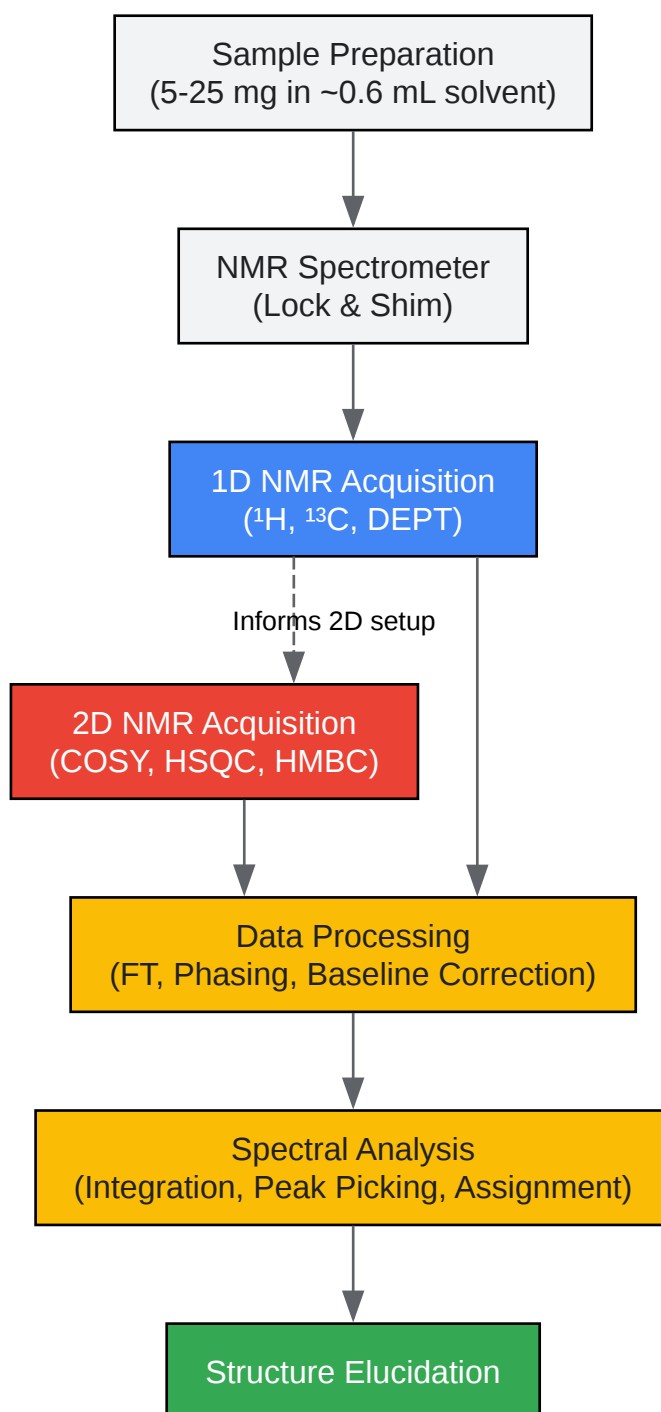 Sample Preparation
(5-25 mg in ~0.6 mL solvent)
NMR Spectrometer
(Lock & Shim)
1D NMR Acquisition
(¹H, ¹³C, DEPT)
Informs 2D setup
2D NMR Acquisition
(COSY, HSQC, HMBC)
Data Processing
(FT, Phasing, Baseline Correction)
Spectral Analysis
(Integration, Peak Picking, Assignment)
Structure Elucidation